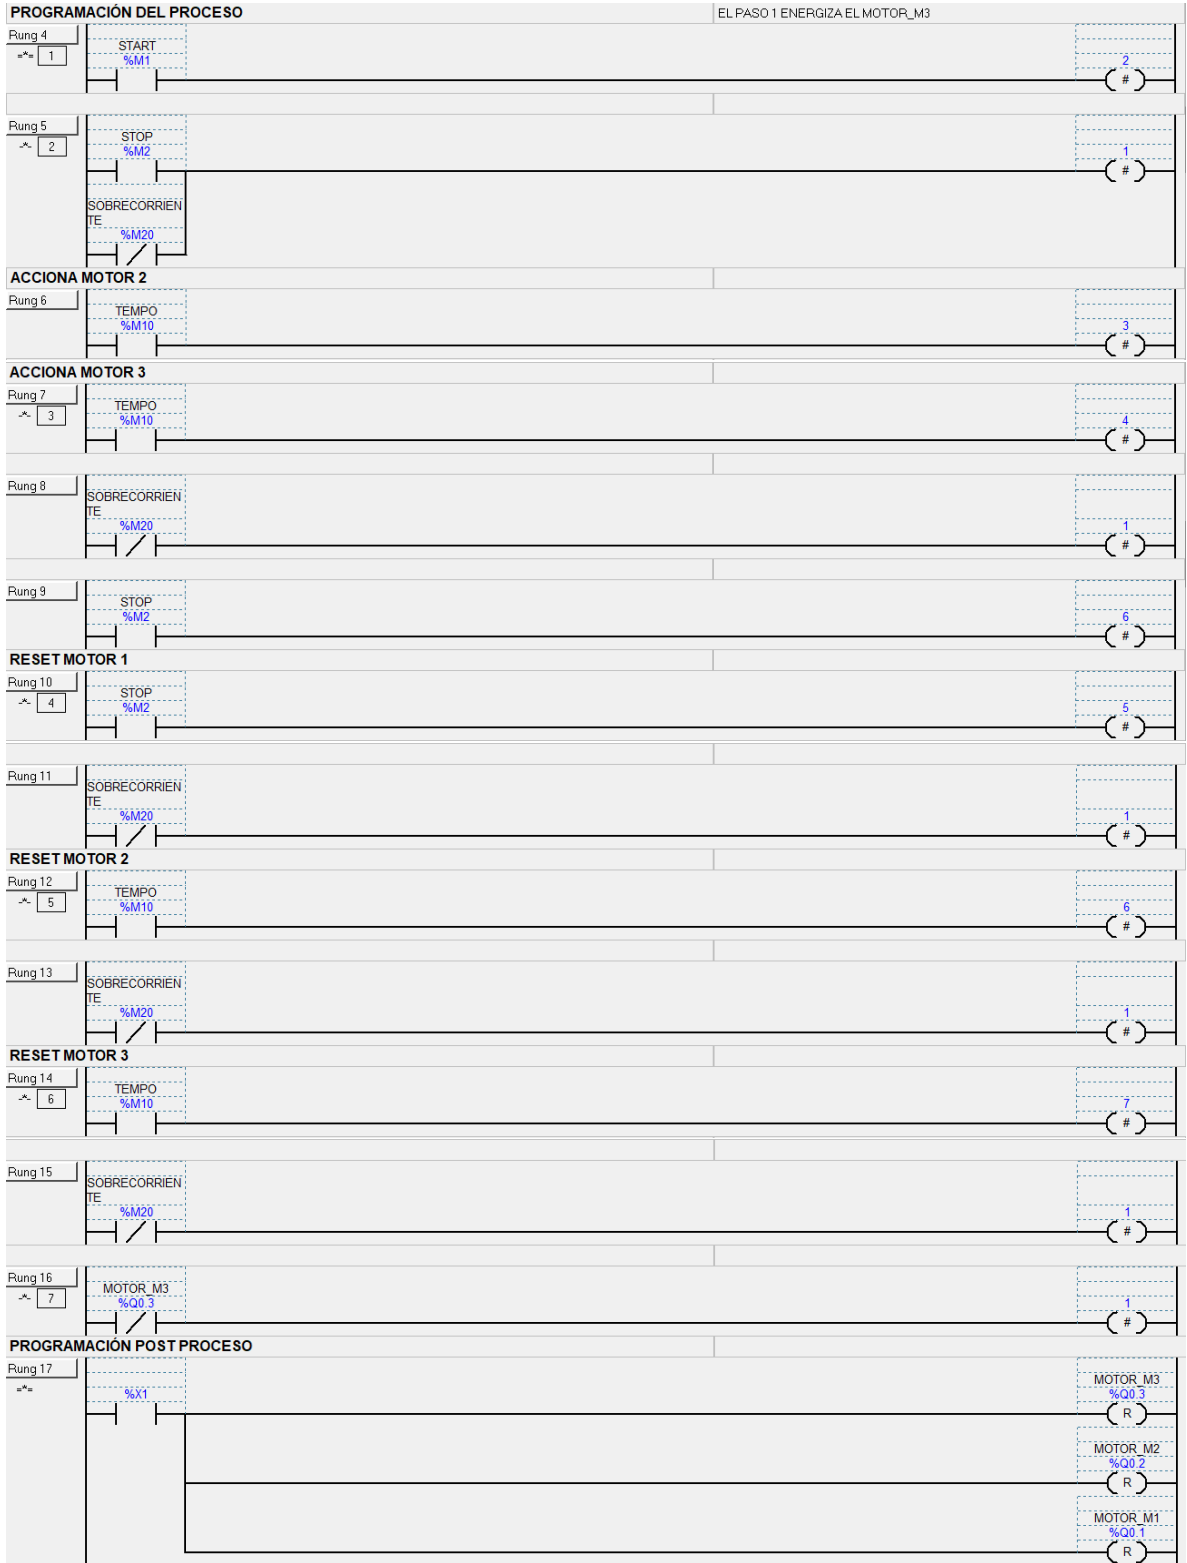 PROGRAMACIÓN DEL PROCESO
EL PASO 1 ENERGIZA EL MOTOR_M3
Rung 4
=*= 1
START
%M1
2
#
Rung 5
-*- 2
STOP
%M2
1
#
SOBRECORRIEN
TE
%M20
ACCIONA MOTOR 2
Rung 6
TEMPO
%M10
3
#
ACCIONA MOTOR 3
Rung 7
-*- 3
TEMPO
%M10
4
#
Rung 8
SOBRECORRIEN
TE
%M20
1
#
Rung 9
STOP
%M2
6
#
RESET MOTOR 1
Rung 10
-*- 4
STOP
%M2
5
#
Rung 11
SOBRECORRIEN
TE
%M20
1
#
RESET MOTOR 2
Rung 12
-*- 5
TEMPO
%M10
6
#
Rung 13
SOBRECORRIEN
TE
%M20
1
#
RESET MOTOR 3
Rung 14
-*- 6
TEMPO
%M10
7
#
Rung 15
SOBRECORRIEN
TE
%M20
1
#
Rung 16
-*- 7
MOTOR_M3
%Q0.3
1
#
PROGRAMACIÓN POST PROCESO
Rung 17
=*=
%X1
MOTOR_M3
%Q0.3
R
MOTOR_M2
%Q0.2
R
MOTOR_M1
%Q0.1
R